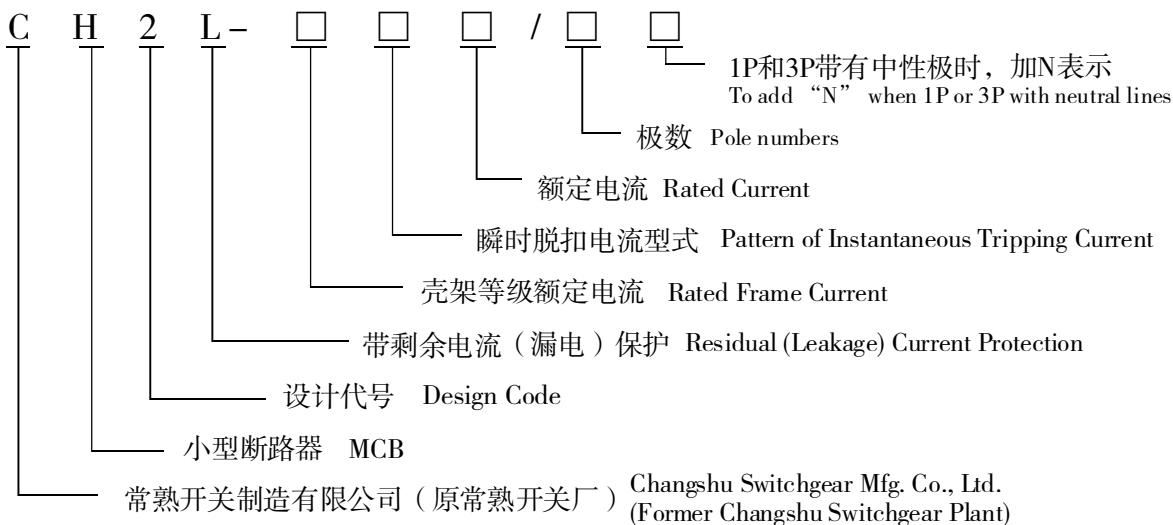 C H 2 L- □ □ □ / □ □
1P和3P带有中性极时，加N表示
To add “N” when 1P or 3P with neutral lines
极数 Pole numbers
额定电流 Rated Current
瞬时脱扣电流型式 Pattern of Instantaneous Tripping Current
壳架等级额定电流 Rated Frame Current
带剩余电流（漏电）保护 Residual (Leakage) Current Protection
设计代号 Design Code
小型断路器 MCB
常熟开关制造有限公司（原常熟开关厂） Changshu Switchgear Mfg. Co., Ltd.
(Former Changshu Switchgear Plant)